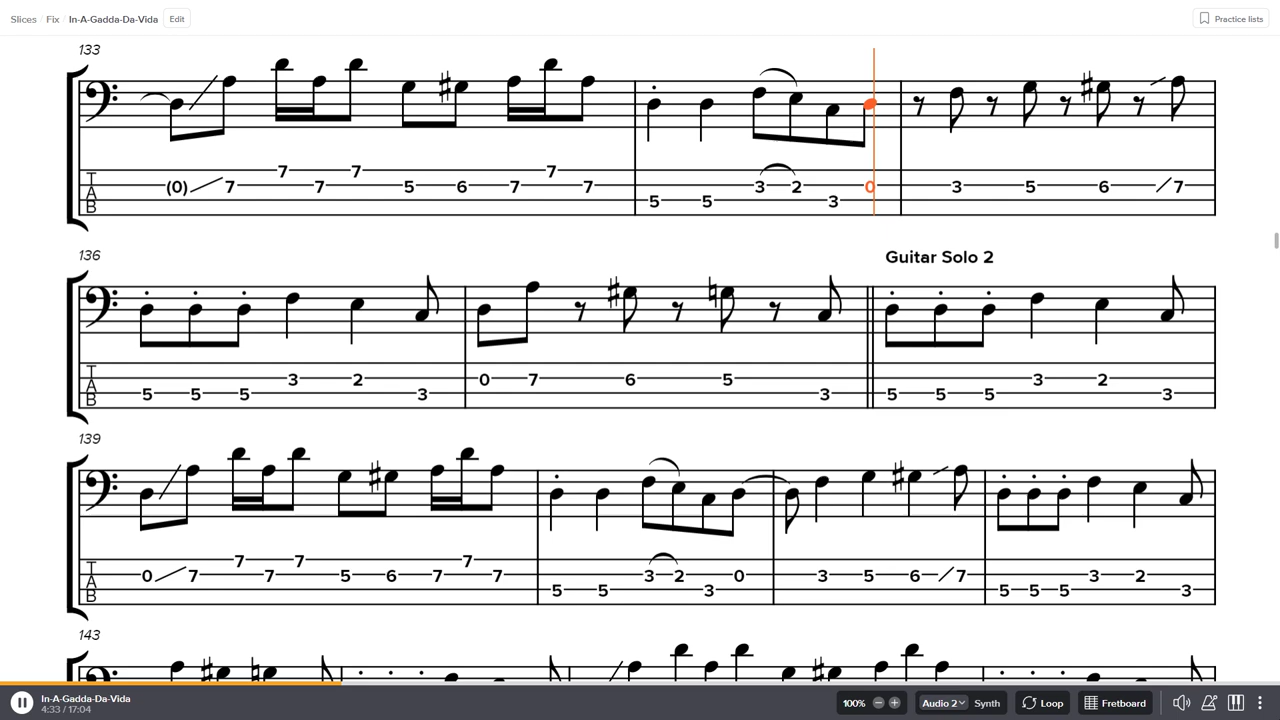 Slices / Fix / In-A-Gadda-Da-Vida Edit Practice lists
133
T A B (0) 7 7 7 7 5 6 7 7 7 5 5 3 2 3 0 3 5 6 7
136
Guitar Solo 2
T A B 5 5 5 3 2 3 0 7 6 5 3 5 5 5 3 2 3
139
T A B 0 7 7 7 7 5 6 7 7 7 5 5 3 2 3 0 3 5 6 7 5 5 5 3 2 3
143
In-A-Gadda-Da-Vida
4:33 / 17:04
100% Audio 2 Synth Loop Fretboard